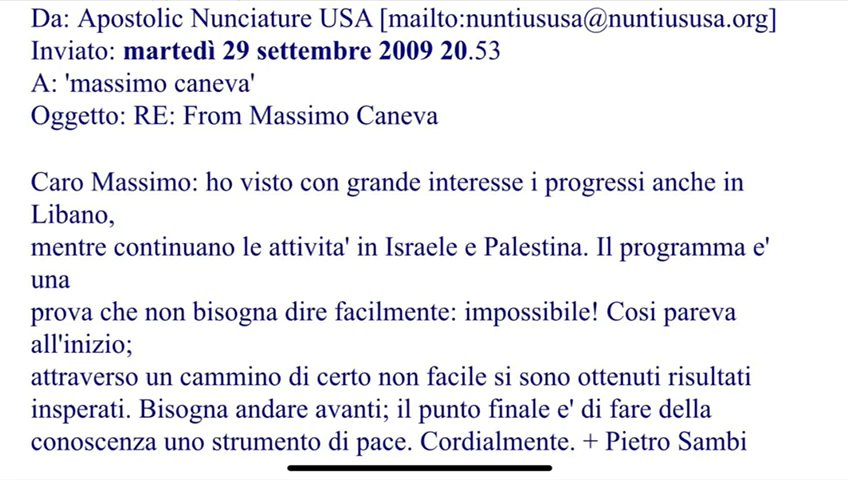 Da: Apostolic Nunciature USA [mailto:nuntiususa@nuntiususa.org]
Inviato: martedì 29 settembre 2009 20.53
A: 'massimo caneva'
Oggetto: RE: From Massimo Caneva
Caro Massimo: ho visto con grande interesse i progressi anche in
Libano,
mentre continuano le attivita' in Israele e Palestina. Il programma e'
una
prova che non bisogna dire facilmente: impossibile! Cosi pareva
all'inizio;
attraverso un cammino di certo non facile si sono ottenuti risultati
insperati. Bisogna andare avanti; il punto finale e' di fare della
conoscenza uno strumento di pace. Cordialmente. + Pietro Sambi